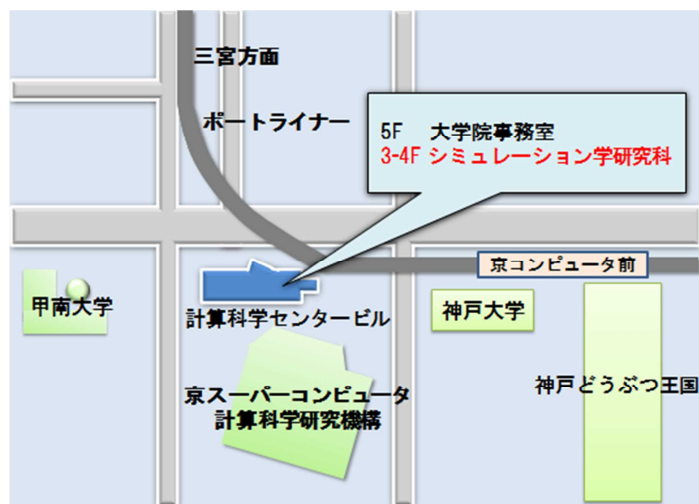 三宮方面
ポートライナー
5F 大学院事務室
3-4F シミュレーション学研究科
京コンピュータ前
甲南大学
計算科学センタービル
神戸大学
京スーパーコンピュータ
計算科学研究機構
神戸どうぶつ王国